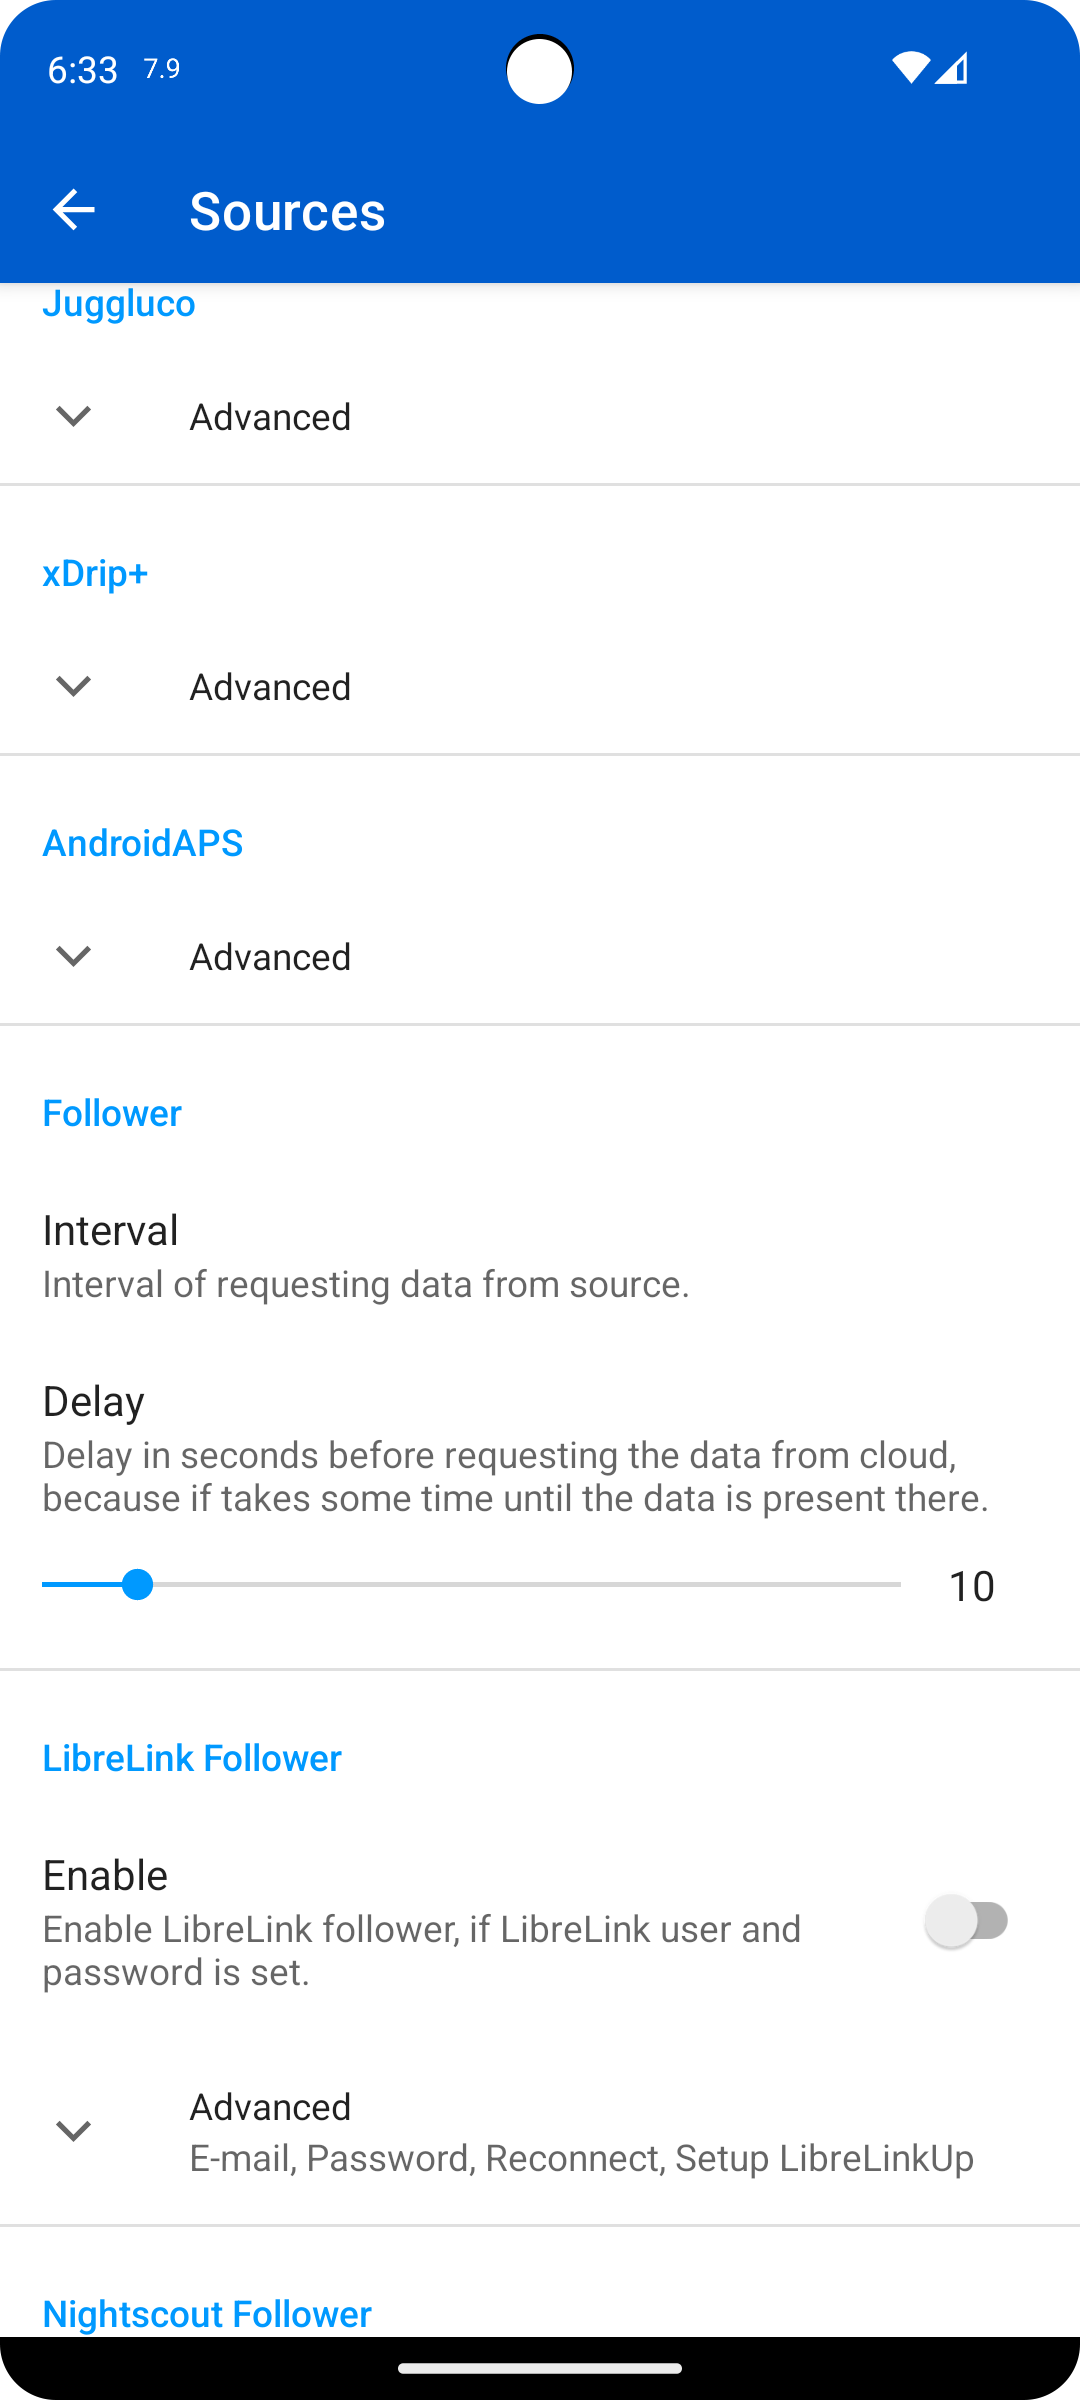 6:33 7.9
Sources
Juggluco
Advanced
xDrip+
Advanced
AndroidAPS
Advanced
Follower
Interval
Interval of requesting data from source.
Delay
Delay in seconds before requesting the data from cloud,
because if takes some time until the data is present there.
10
LibreLink Follower
Enable
Enable LibreLink follower, if LibreLink user and
password is set.
Advanced
E-mail, Password, Reconnect, Setup LibreLinkUp
Nightscout Follower